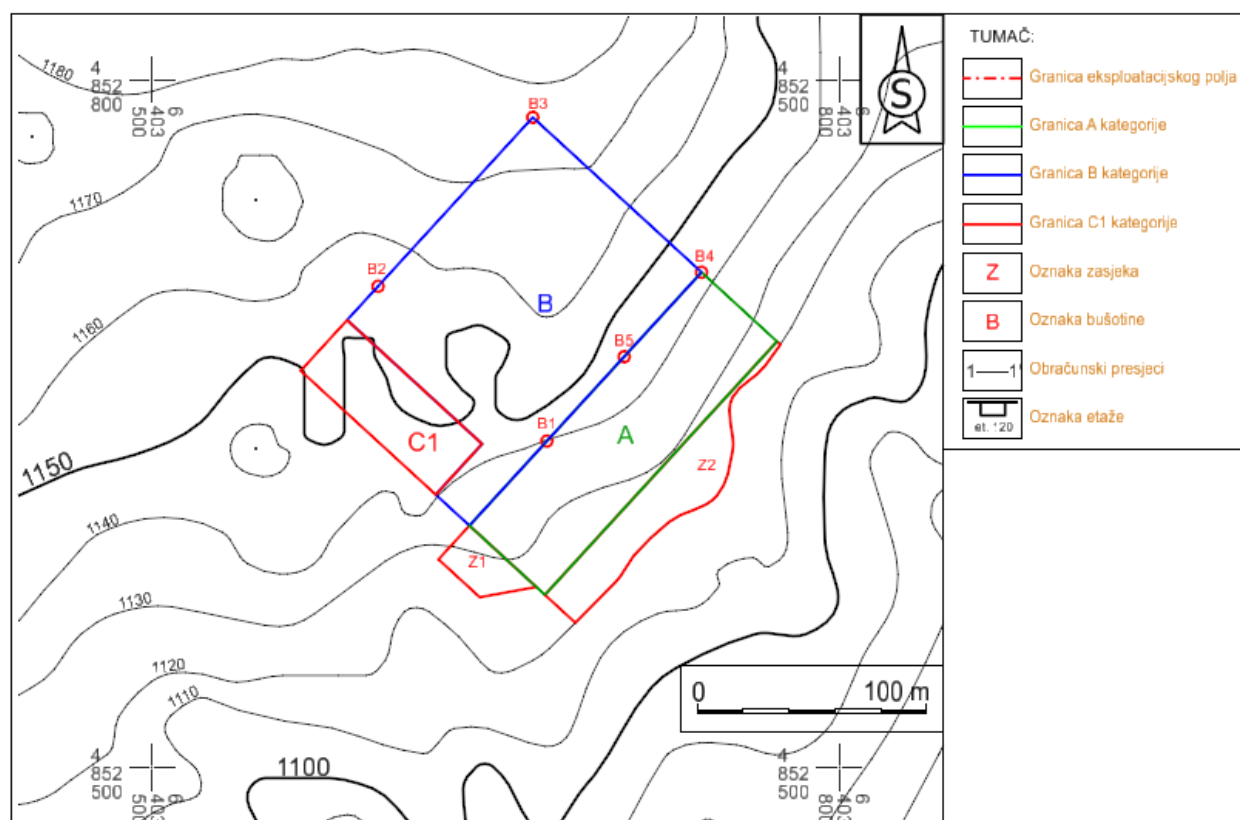 1180
4
852
800
6
403
500
B3
4
852
500
6
403
800
S
1170
B2
B4
1160
B
B5
B1
C1
A
1150
Z2
1140
Z1
1130
1120
1110
0 100 m
1100
4
852
500
6
403
500
4
852
500
6
403
800
TUMAČ:
Granica eksploatacijskog polja
Granica A kategorije
Granica B kategorije
Granica C1 kategorije
Z Oznaka zasjeka
B Oznaka bušotine
1 1' Obračunski presjeci
et. 120 Oznaka etaže